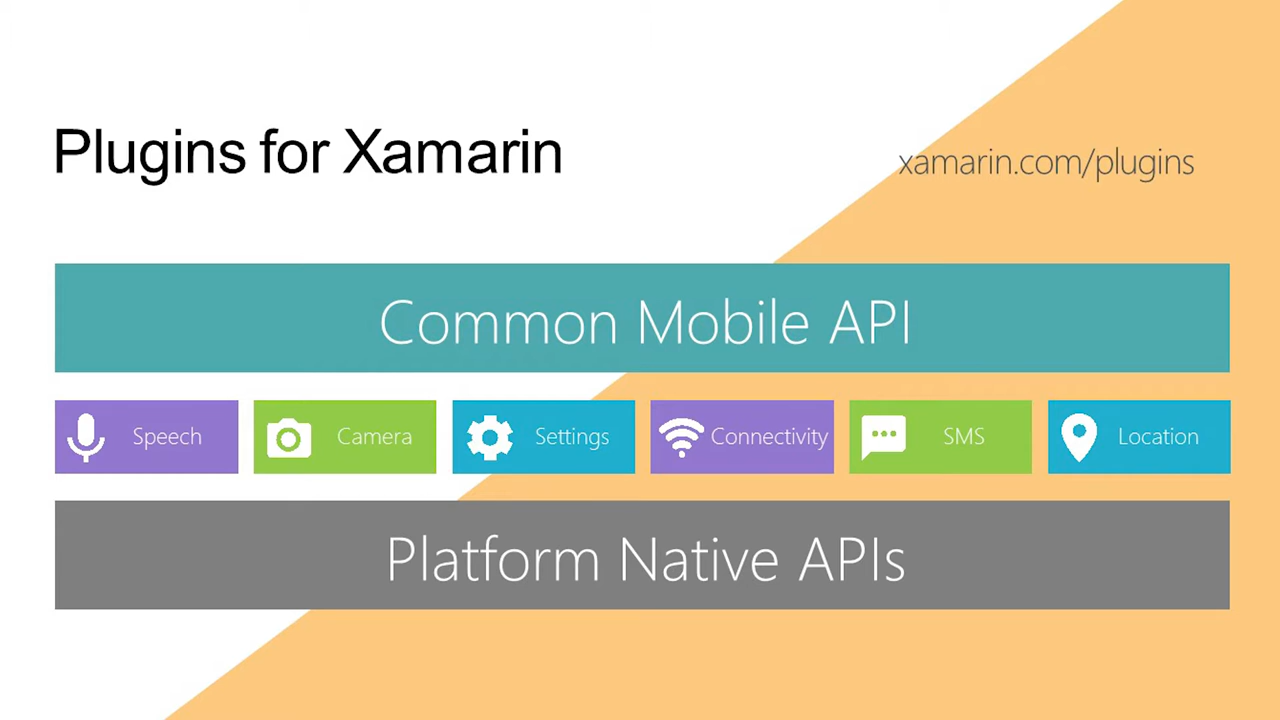 Plugins for Xamarin
xamarin.com/plugins
Common Mobile API
Speech
Camera
Settings
Connectivity
SMS
Location
Platform Native APIs